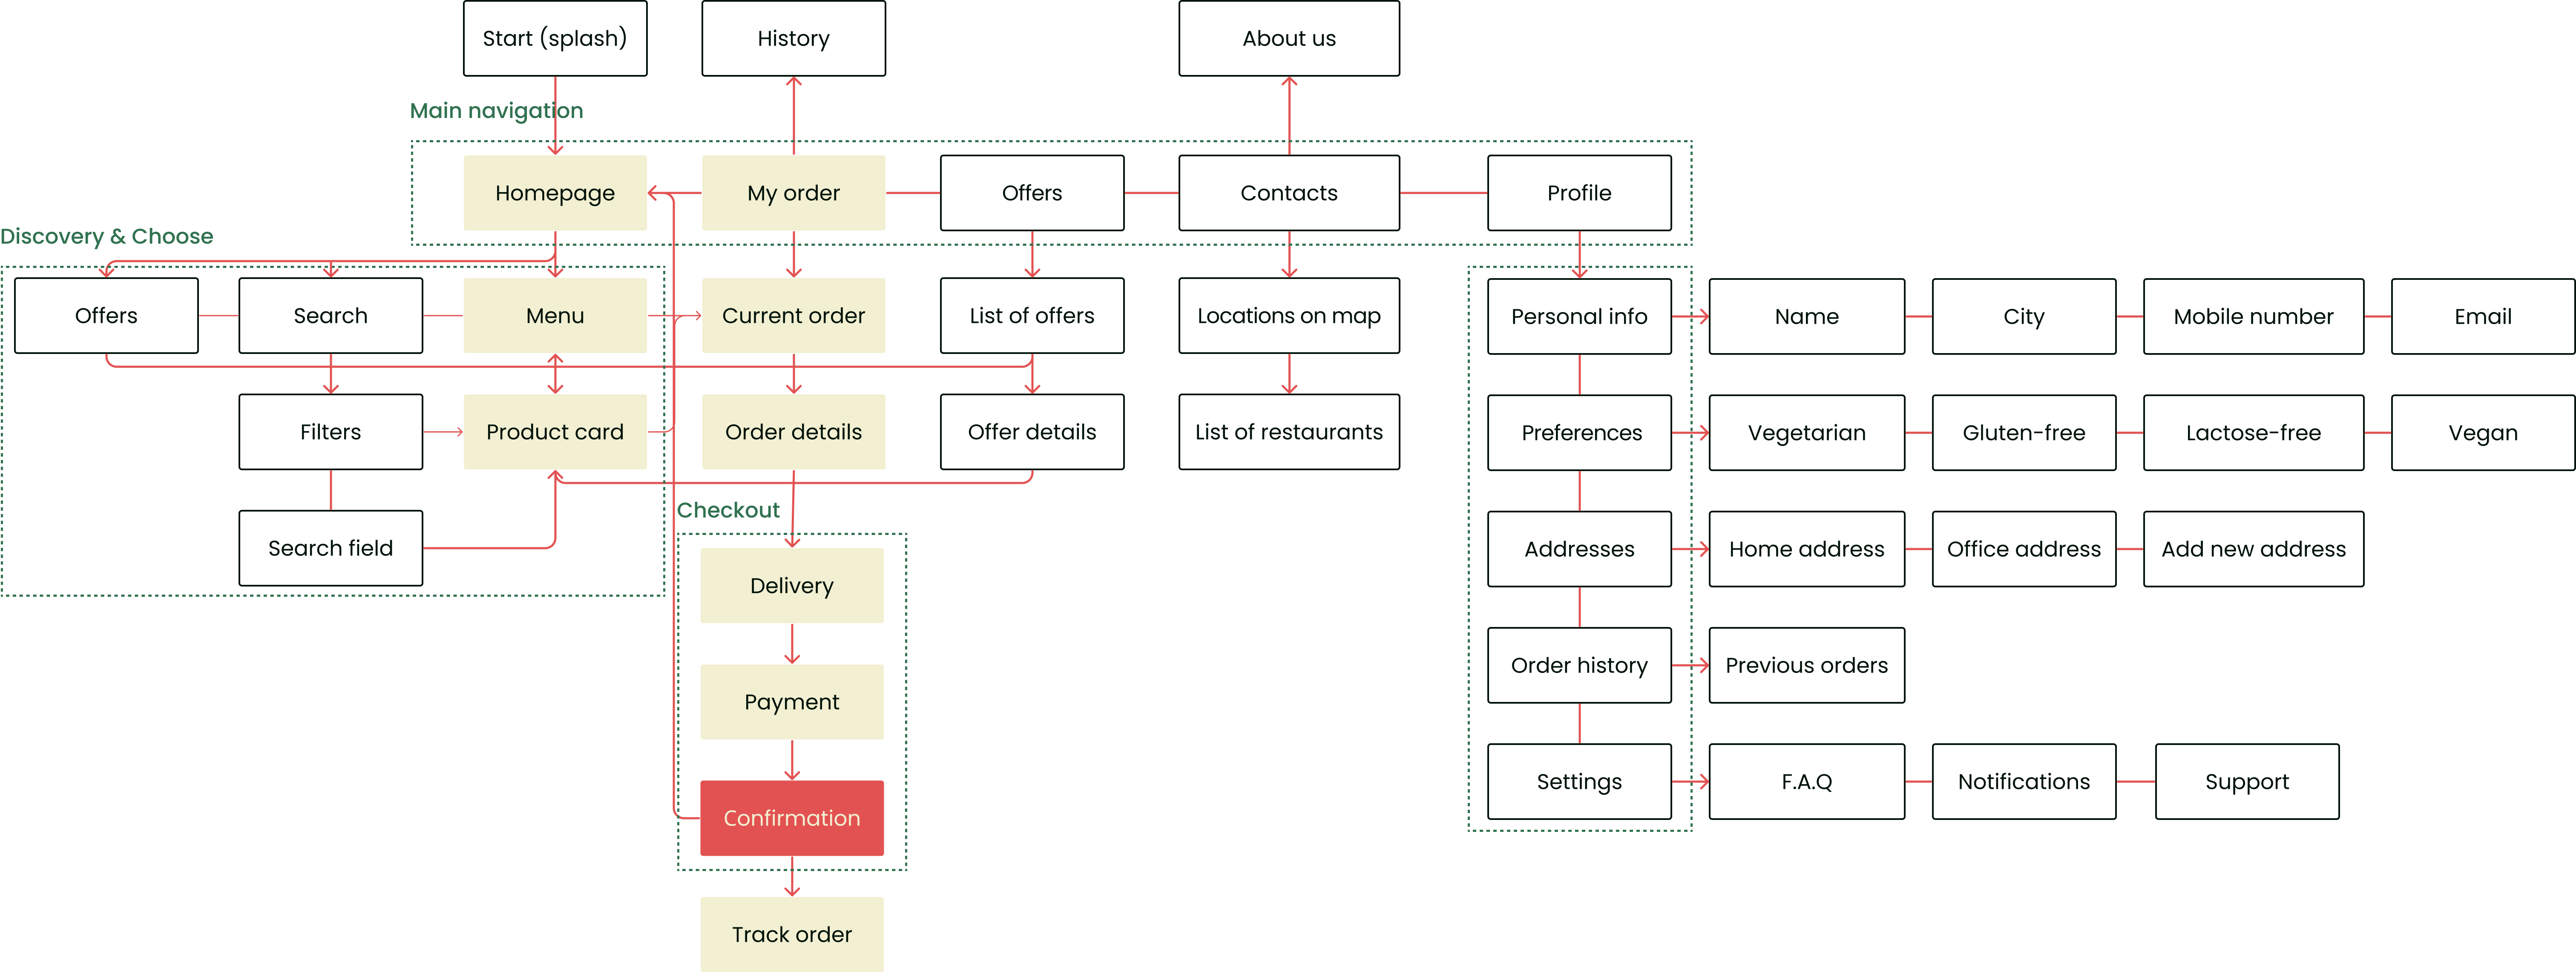 Start (splash)
History
About us
Main navigation
Homepage
My order
Offers
Contacts
Profile
Discovery & Choose
Offers
Search
Menu
Current order
List of offers
Locations on map
Personal info
Name
City
Mobile number
Email
Filters
Product card
Order details
Offer details
List of restaurants
Preferences
Vegetarian
Gluten-free
Lactose-free
Vegan
Checkout
Search field
Addresses
Home address
Office address
Add new address
Delivery
Order history
Previous orders
Payment
Settings
F.A.Q
Notifications
Support
Confirmation
Track order